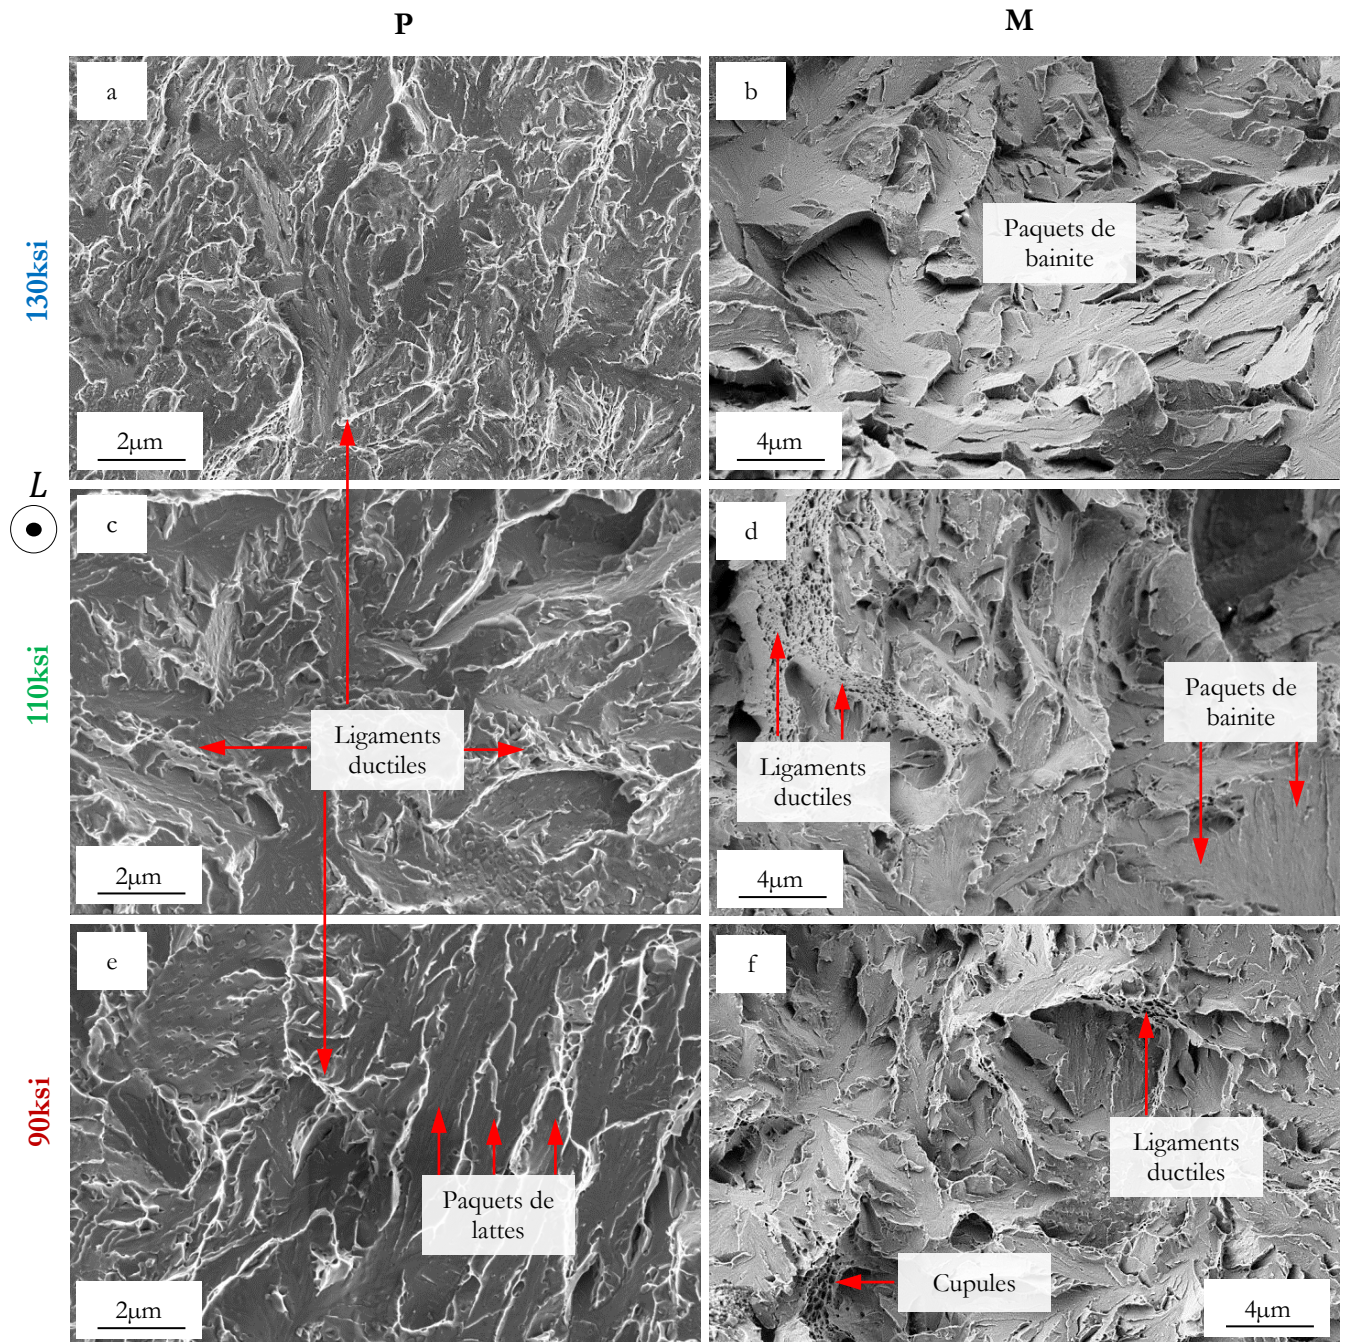 P
M
130ksi
a
b
Paquets de
bainite
2µm
4µm
L
110ksi
c
d
Ligaments
ductiles
Ligaments
ductiles
Paquets de
bainite
2µm
4µm
90ksi
e
f
Paquets de
lattes
Ligaments
ductiles
Cupules
2µm
4µm